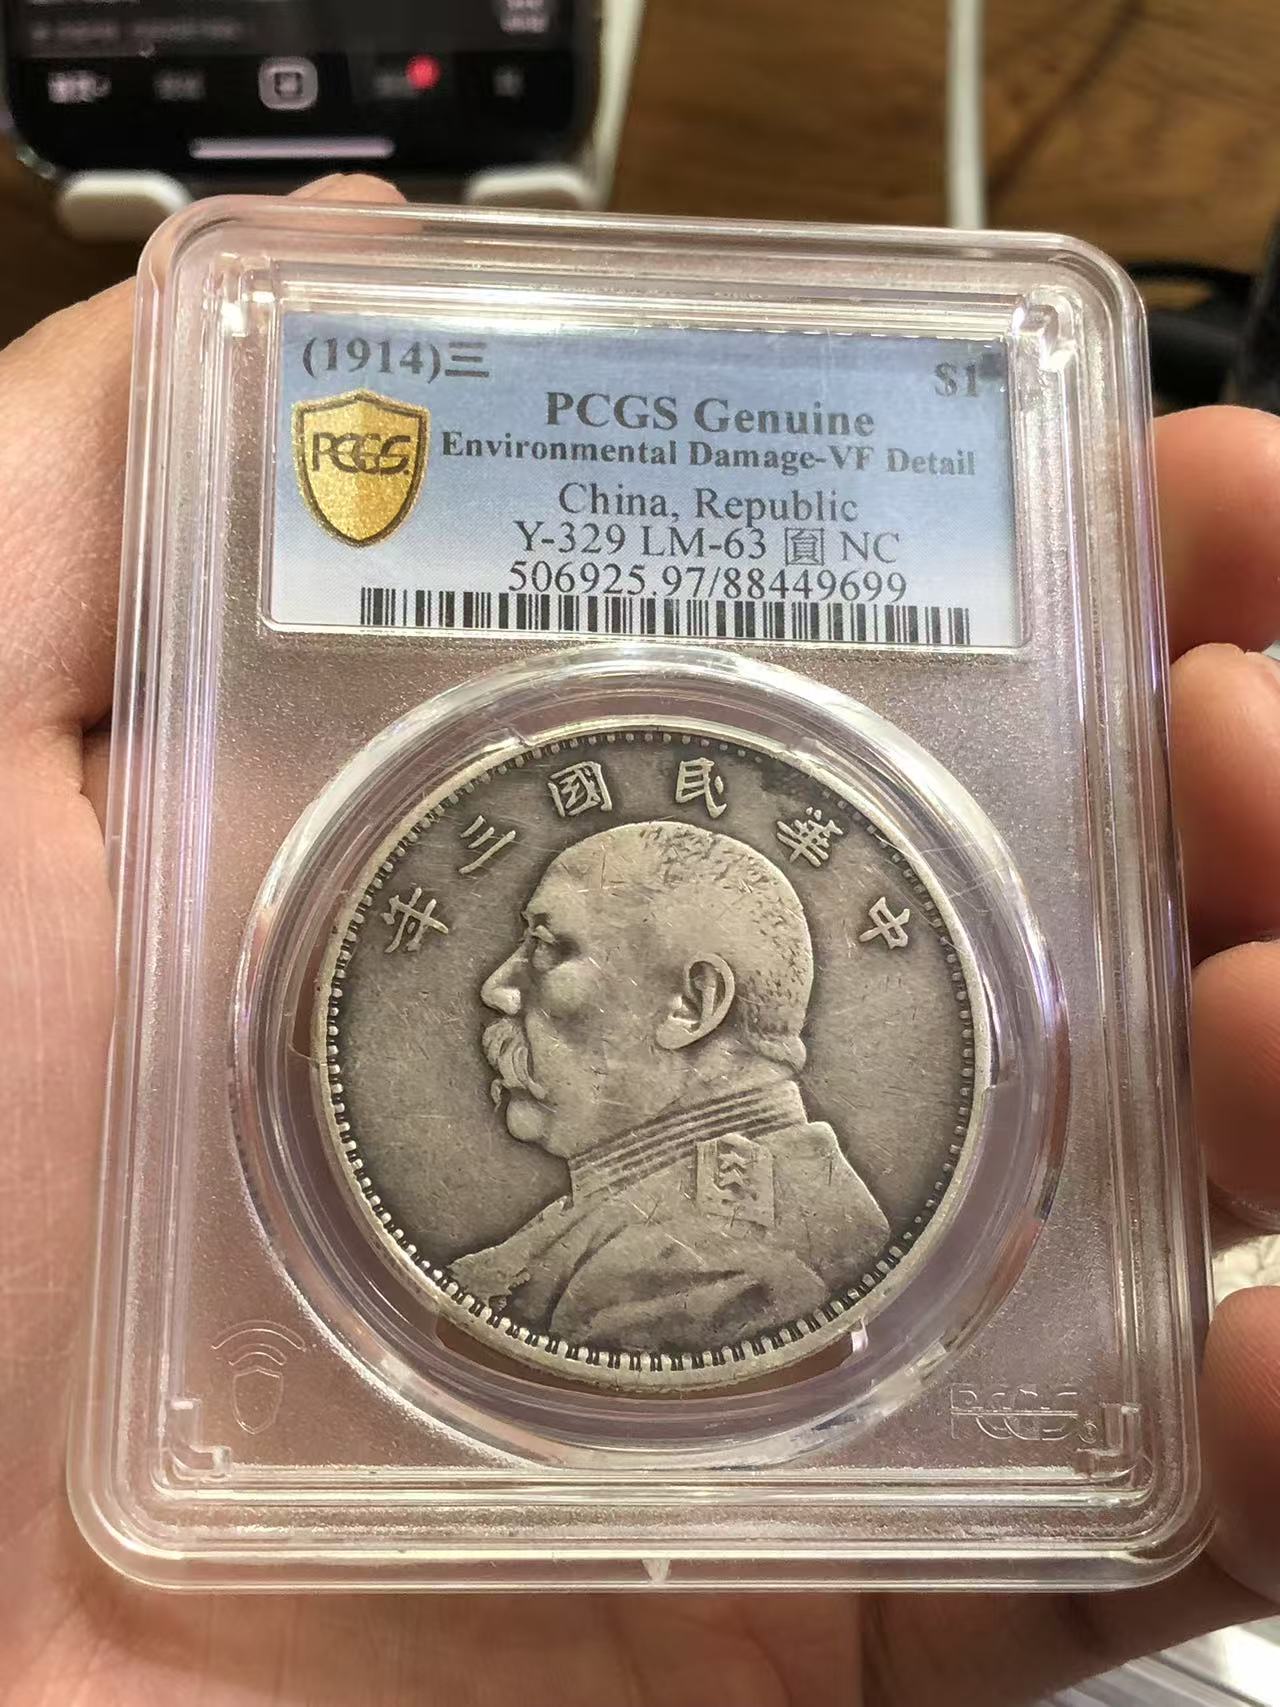 (1914)三 $1
PCGS Genuine
PCGS
Environmental Damage-VF Detail
China, Republic
Y-329 LM-63 圓 NC
506925.97/88449699
中華民國三年
PCGS